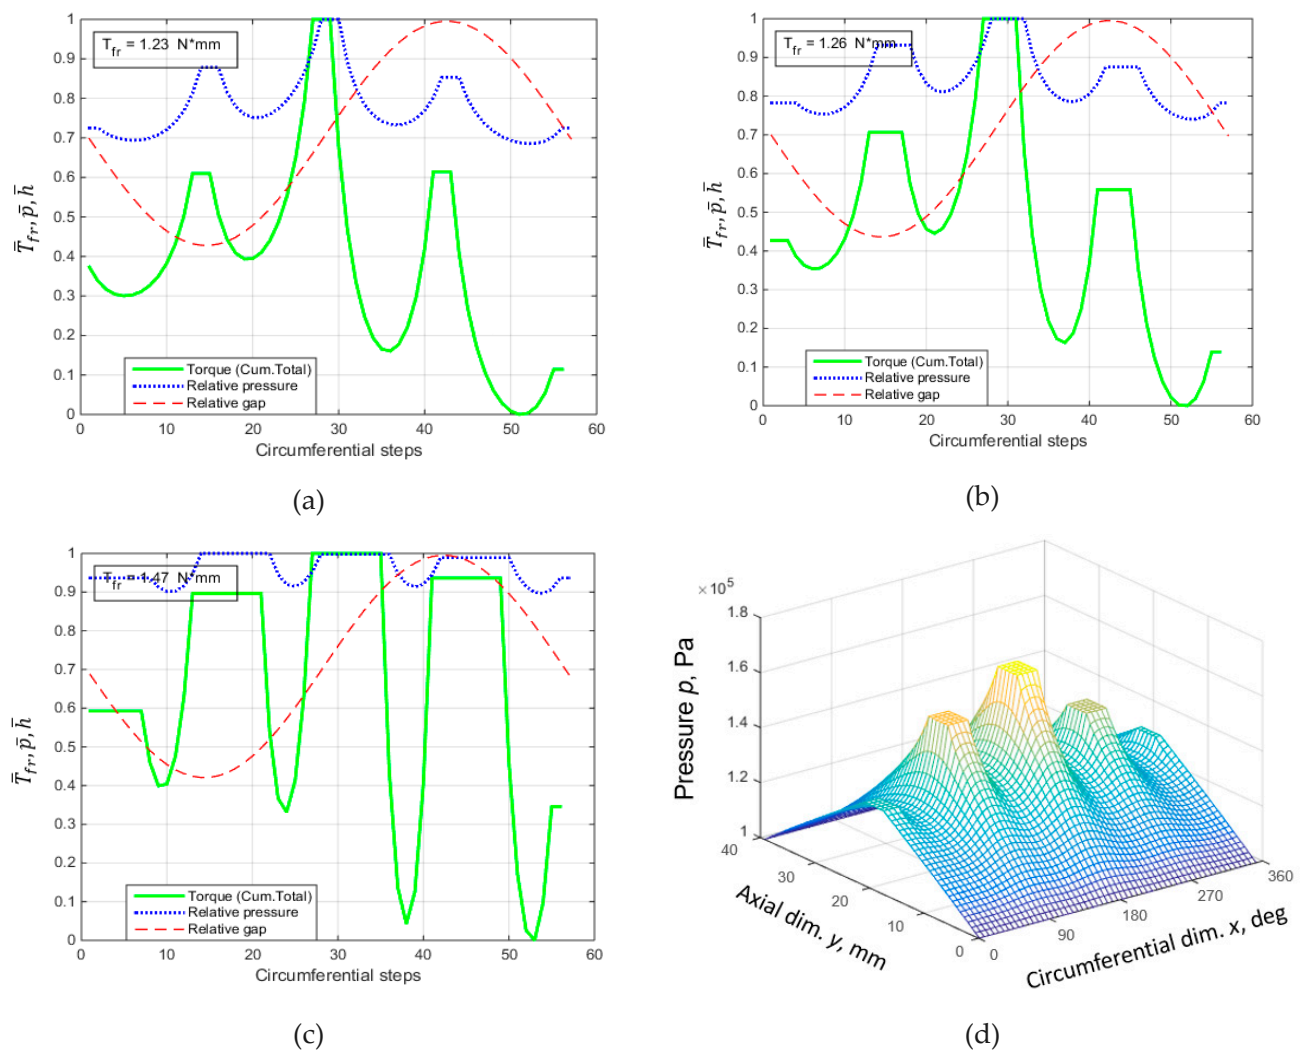 1
0.9
0.8
0.7
0.6
0.5
0.4
0.3
0.2
0.1
0
T_fr = 1.23 N*mm
T̅_fr, p̅, h̅
Torque (Cum.Total)
Relative pressure
Relative gap
0 10 20 30 40 50 60
Circumferential steps
(a)
1
0.9
0.8
0.7
0.6
0.5
0.4
0.3
0.2
0.1
0
T_fr = 1.26 N*mm
T̅_fr, p̅, h̅
Torque (Cum.Total)
Relative pressure
Relative gap
0 10 20 30 40 50 60
Circumferential steps
(b)
1
0.9
0.8
0.7
0.6
0.5
0.4
0.3
0.2
0.1
0
T_fr = 1.47 N*mm
T̅_fr, p̅, h̅
Torque (Cum.Total)
Relative pressure
Relative gap
0 10 20 30 40 50 60
Circumferential steps
(c)
× 10⁵
1.8
1.6
1.4
1.2
1
Pressure p, Pa
40
30
20
10
0
Axial dim. y, mm
0
90
180
270
360
Circumferential dim. x, deg
(d)